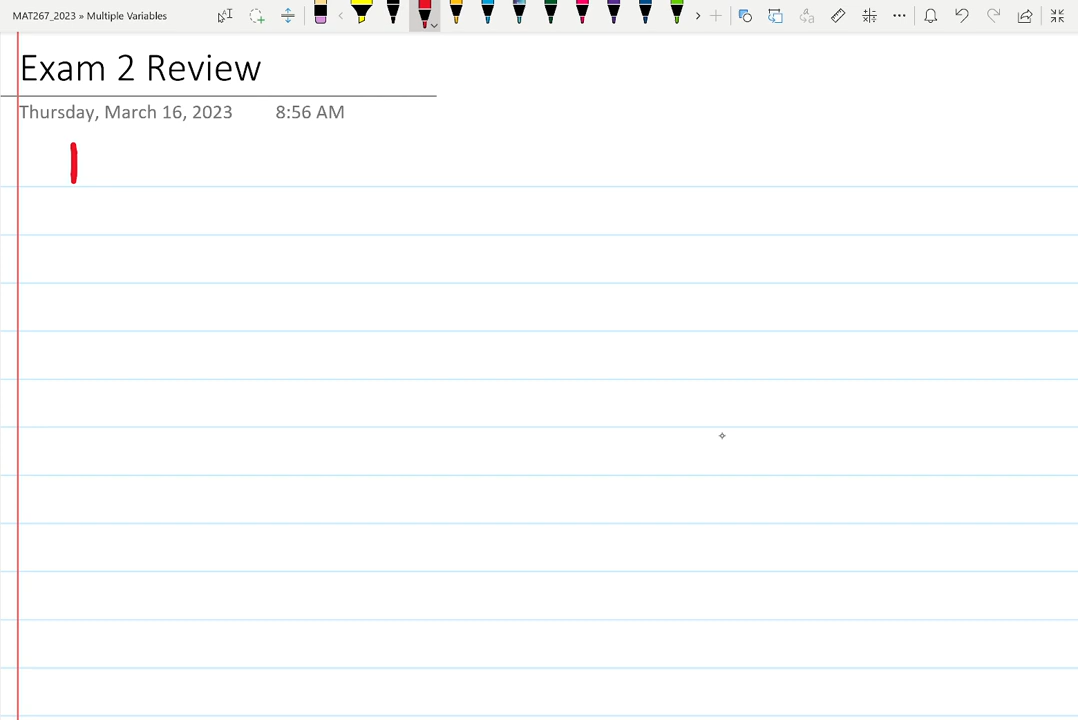 MAT267_2023 » Multiple Variables
Exam 2 Review
Thursday, March 16, 2023 8:56 AM